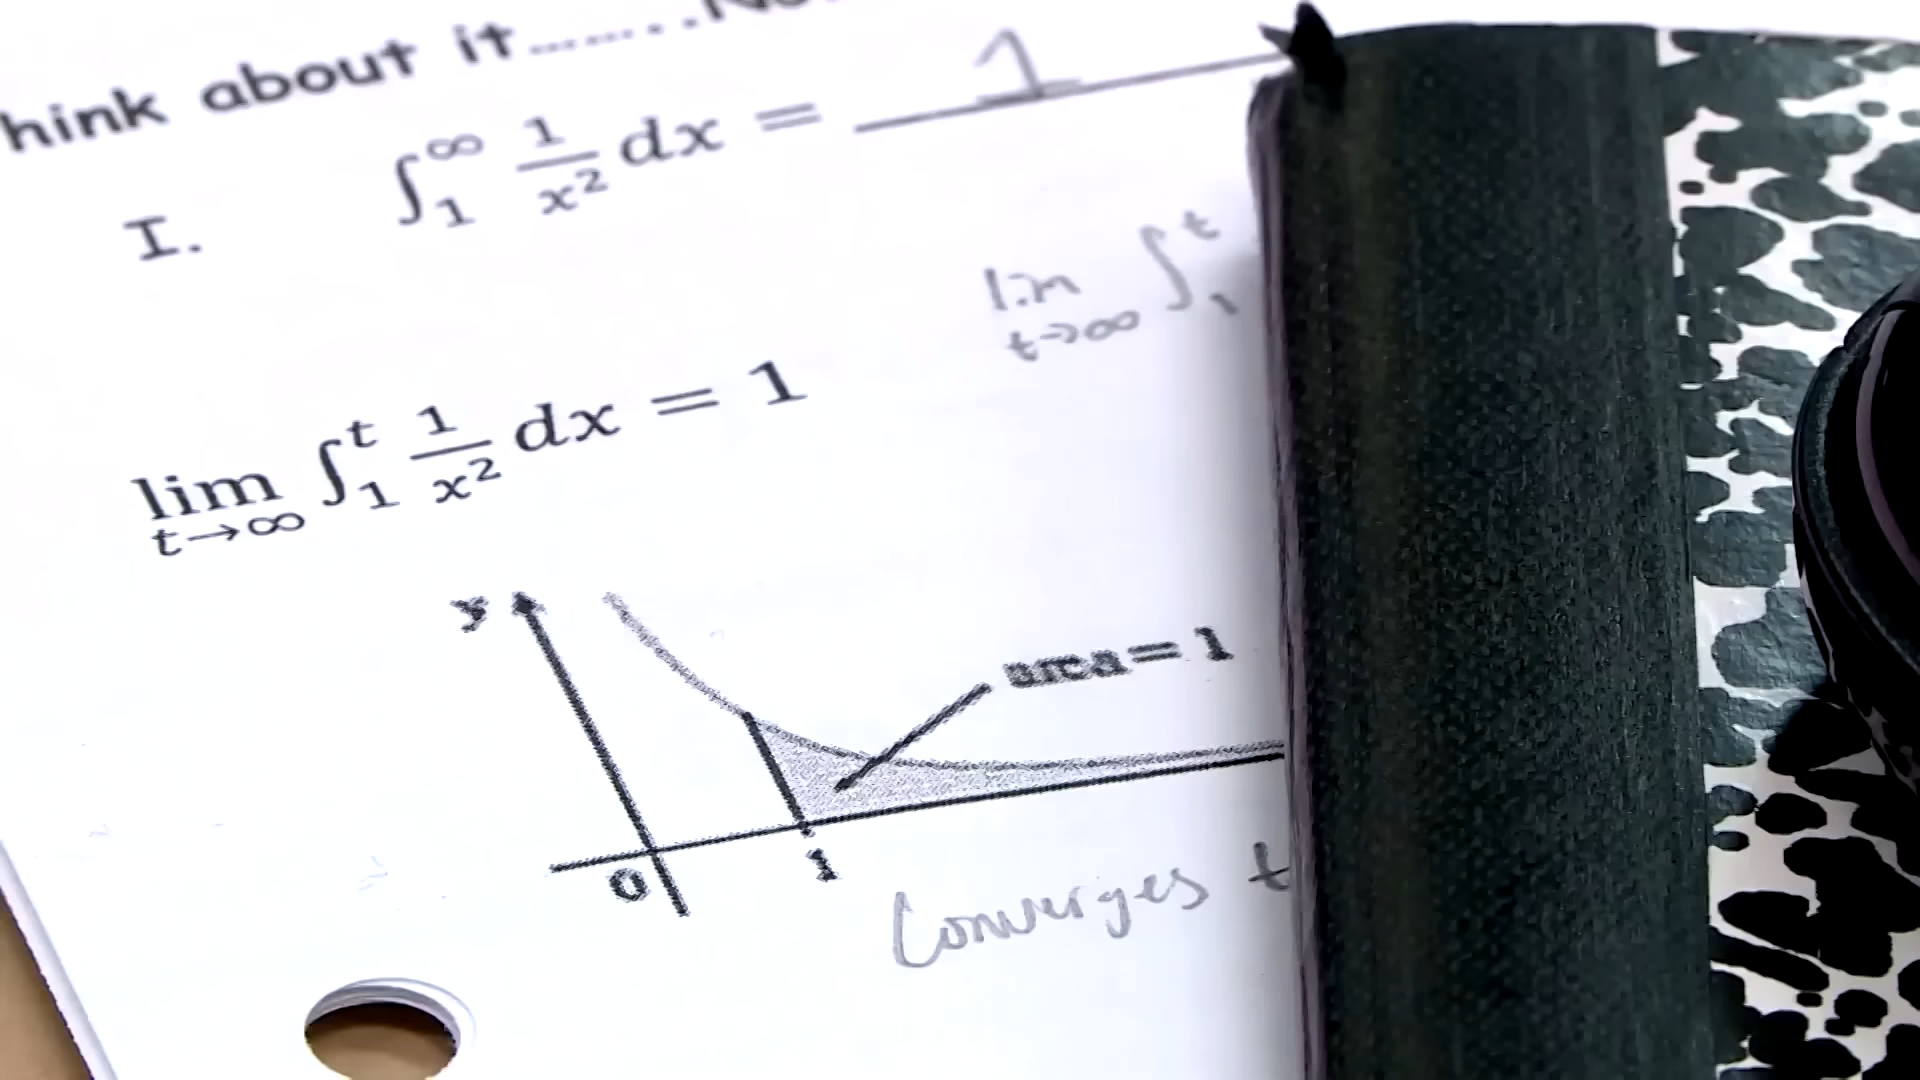 hink about it........No
I. ∫₁^∞ 1/x² dx = 1
lim t→∞ ∫₁^t
lim t→∞ ∫₁^t 1/x² dx = 1
y
area=1
0 1
Converges t